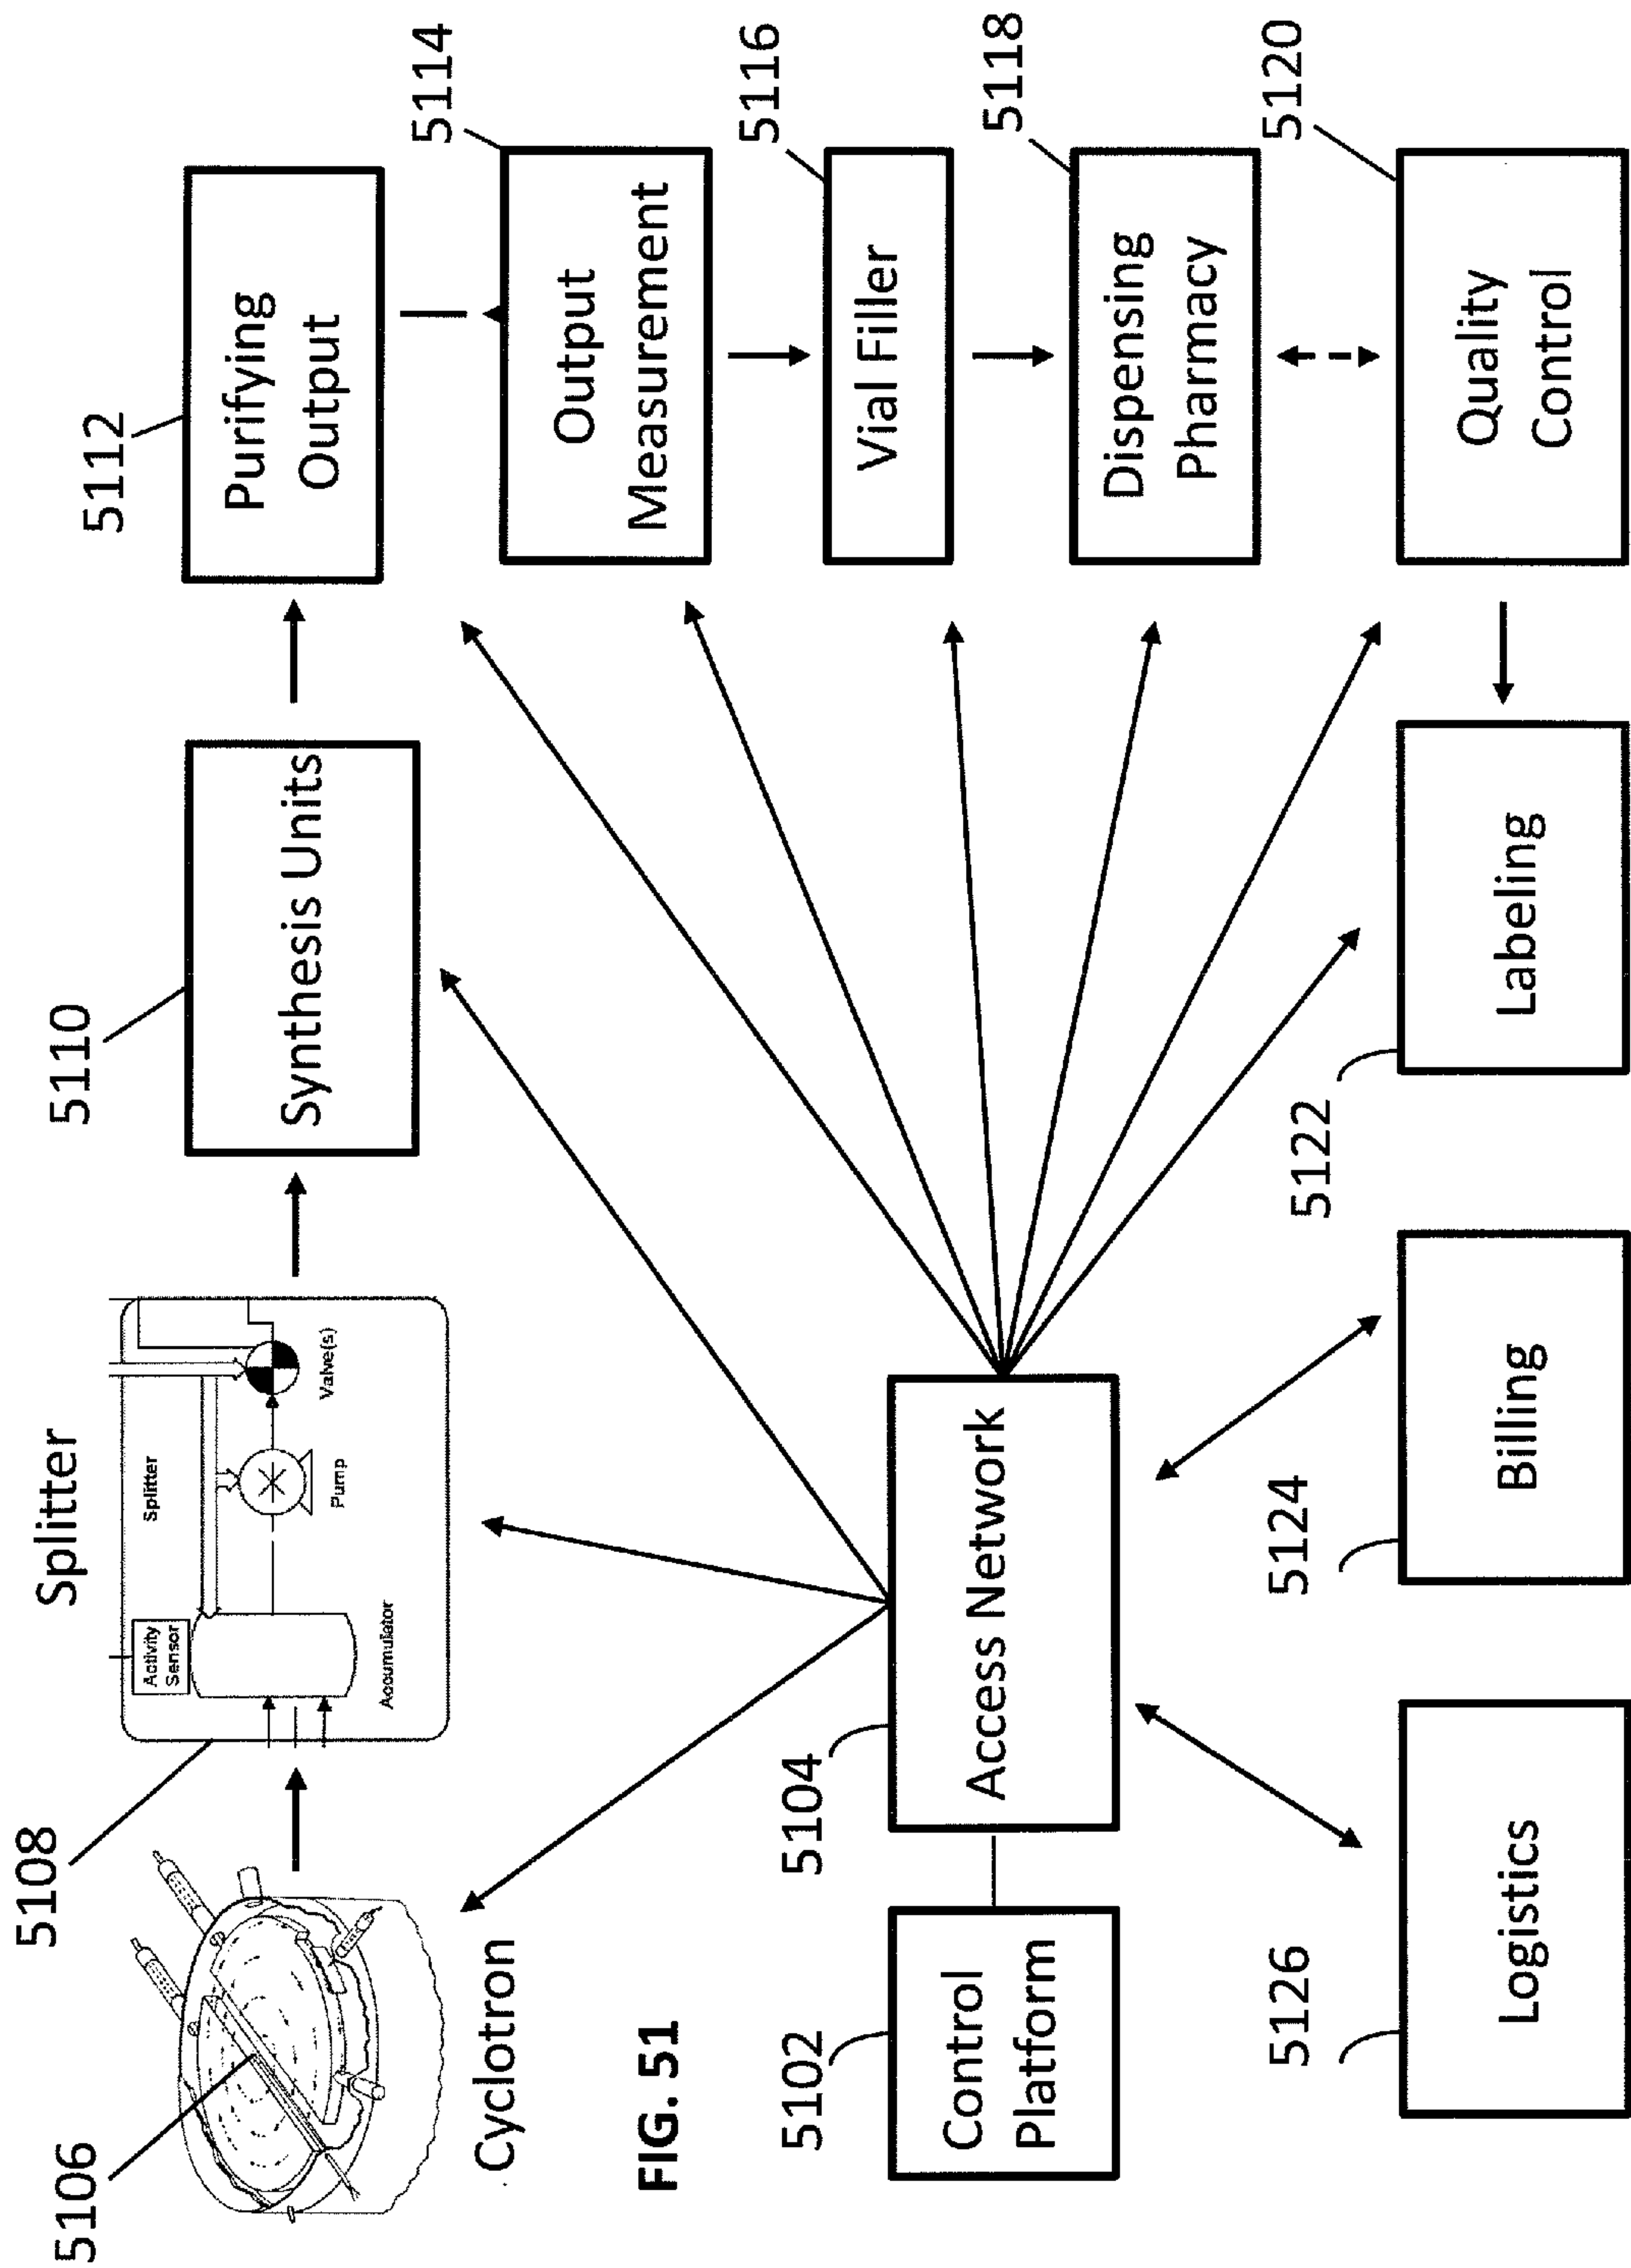 5106
Cyclotron
5108
Splitter
Splitter
Activity
Sensor
Accumulator
Pump
Valve(s)
5110
Synthesis Units
5112
Purifying
Output
5114
Output
Measurement
5116
Vial Filler
5118
Dispensing
Pharmacy
5120
Quality
Control
5122
Labeling
5124
Billing
5126
Logistics
5104
Access Network
5102
Control
Platform
FIG. 51